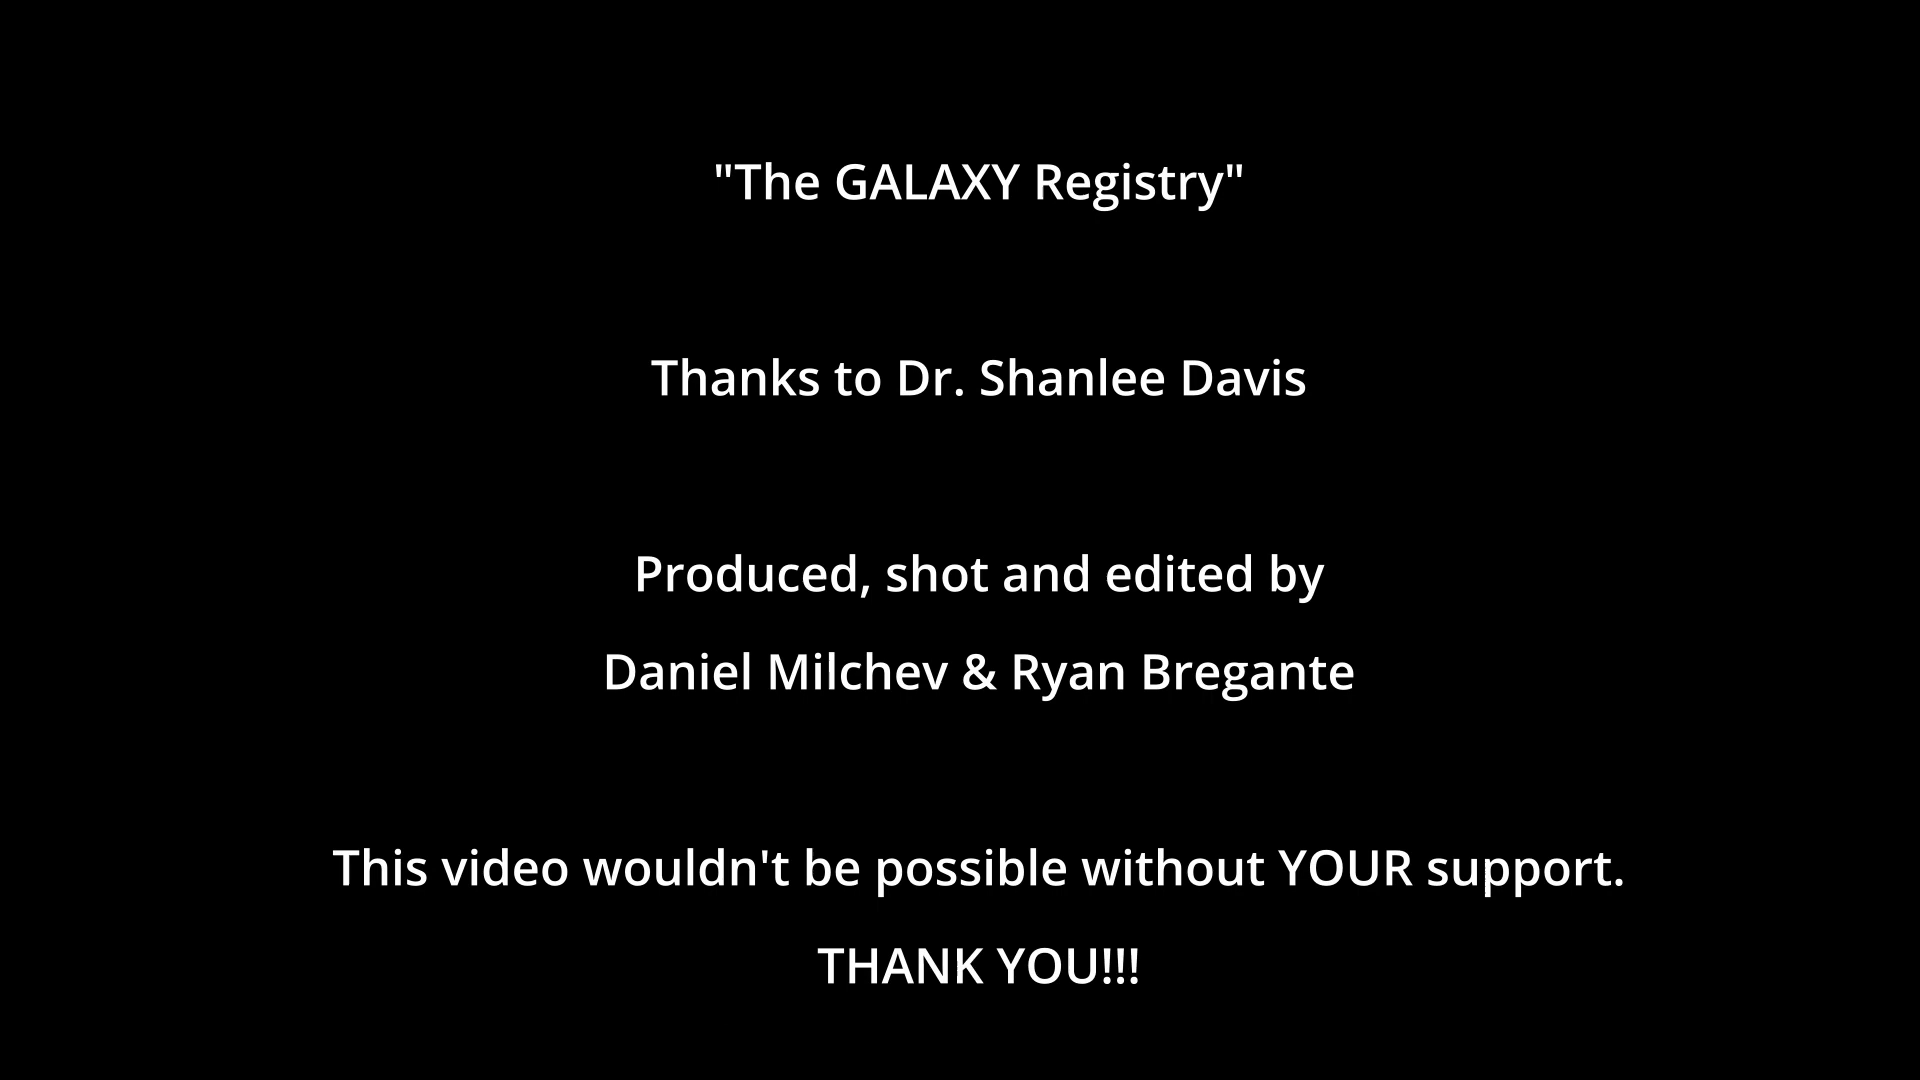 "The GALAXY Registry"
Thanks to Dr. Shanlee Davis
Produced, shot and edited by
Daniel Milchev & Ryan Bregante
This video wouldn't be possible without YOUR support.
THANK YOU!!!